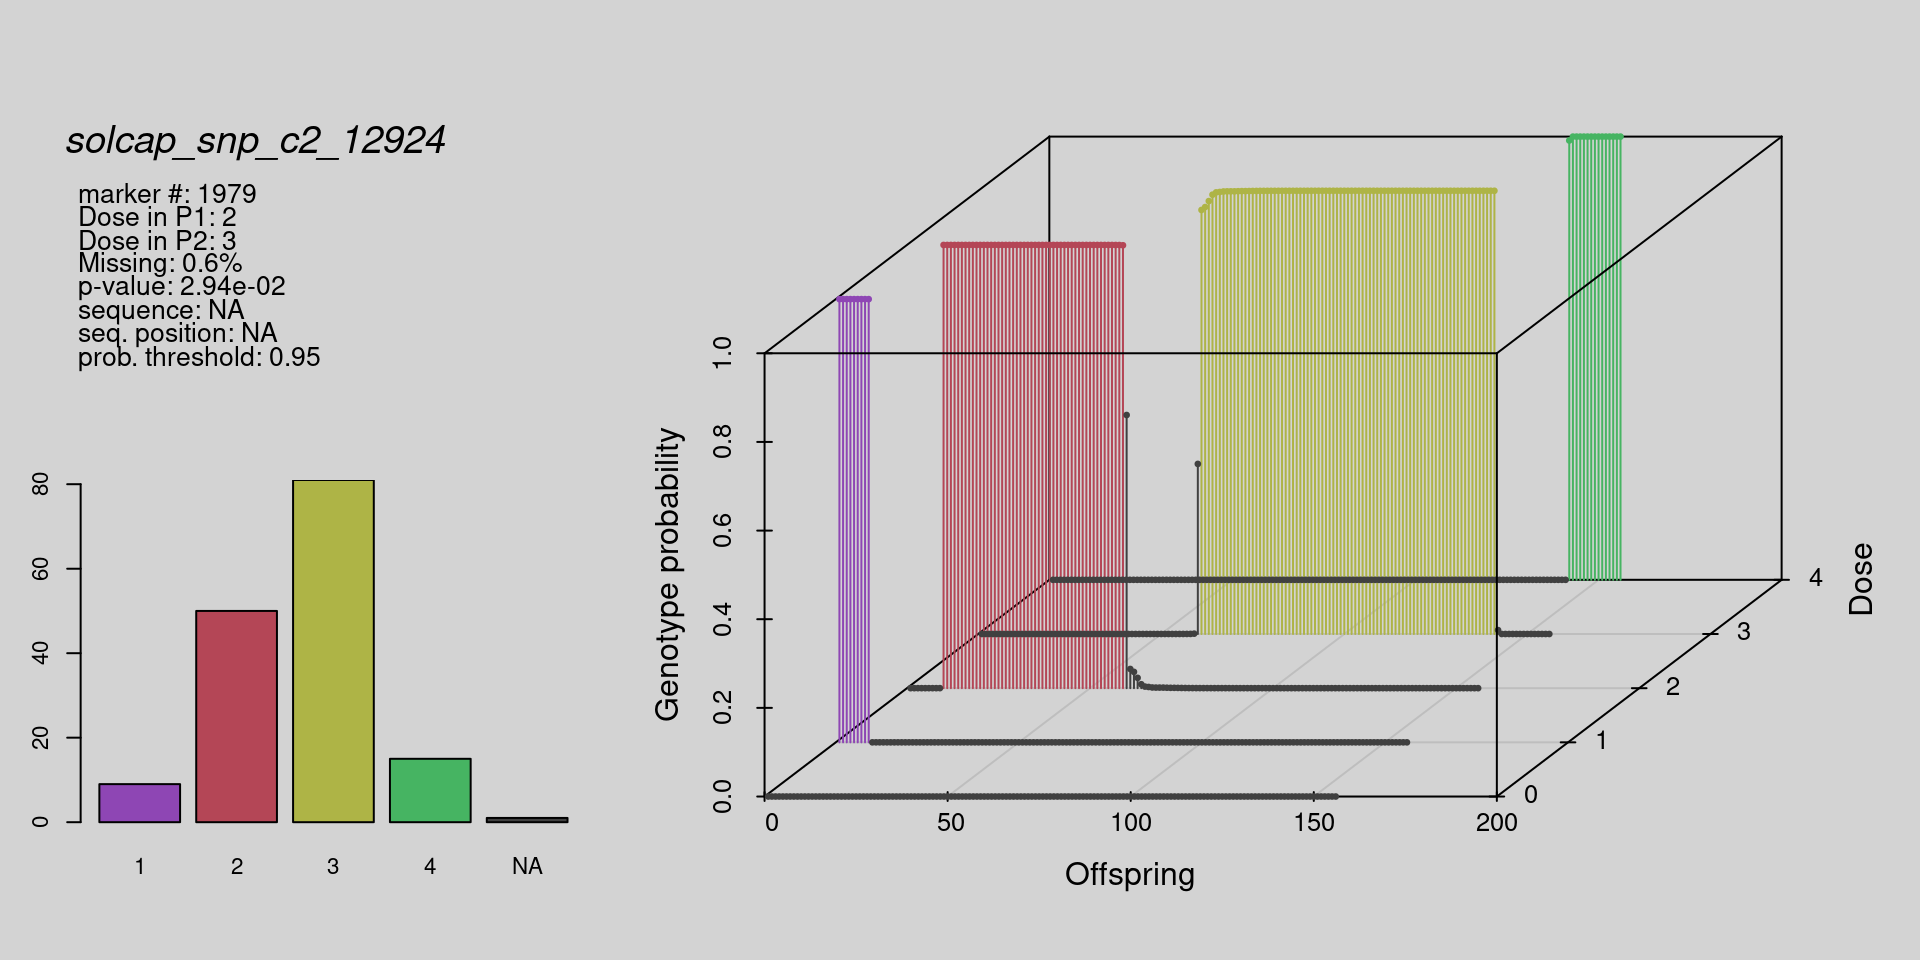 solcap_snp_c2_12924
marker #: 1979
Dose in P1: 2
Dose in P2: 3
Missing: 0.6%
p-value: 2.94e-02
sequence: NA
seq. position: NA
prob. threshold: 0.95
80
60
40
20
0
1 2 3 4 NA
Genotype probability
1.0
0.8
0.6
0.4
0.2
0.0
0 50 100 150 200
Offspring
4
3
2
1
0
Dose